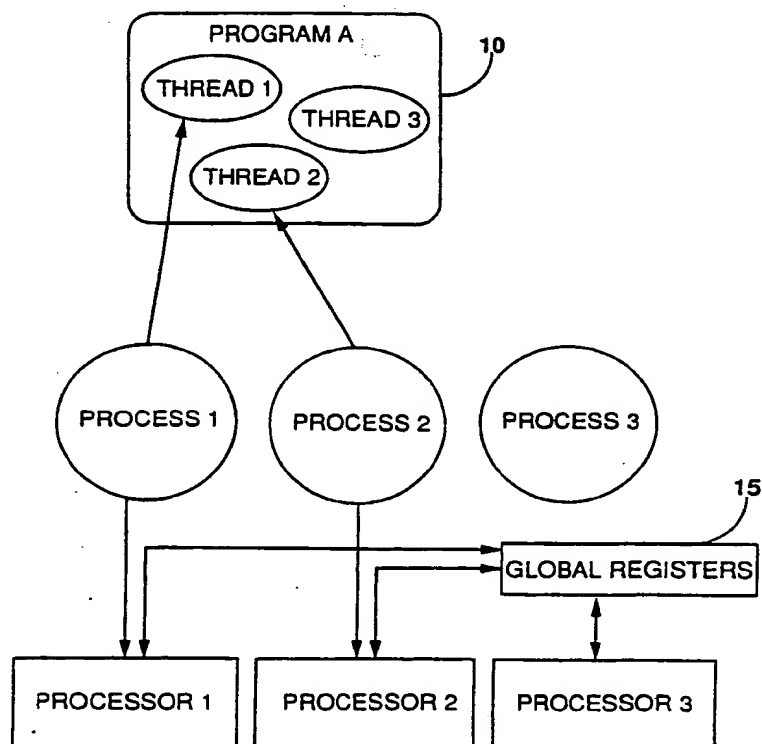 PROGRAM A
10
THREAD 1
THREAD 3
THREAD 2
PROCESS 1
PROCESS 2
PROCESS 3
15
GLOBAL REGISTERS
PROCESSOR 1
PROCESSOR 2
PROCESSOR 3